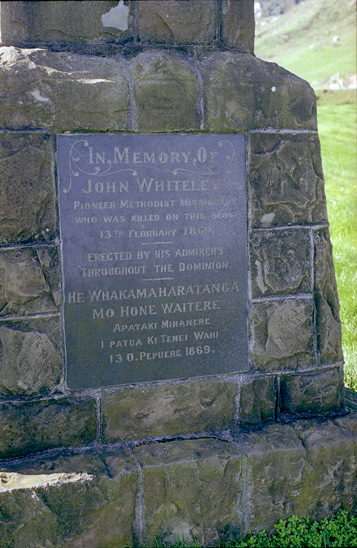 IN MEMORY OF
JOHN WHITELEY
PIONEER METHODIST MISSIONARY
WHO WAS KILLED ON THIS SCENE
13TH FEBRUARY 1869.
ERECTED BY HIS ADMIRERS
THROUGHOUT THE DOMINION.
HE WHAKAMAHARATANGA
MO HONE WAITERE
APATAKI MIHANERE
I PATUA KI TENEI WAHI
13 O. PEPUERE 1869.